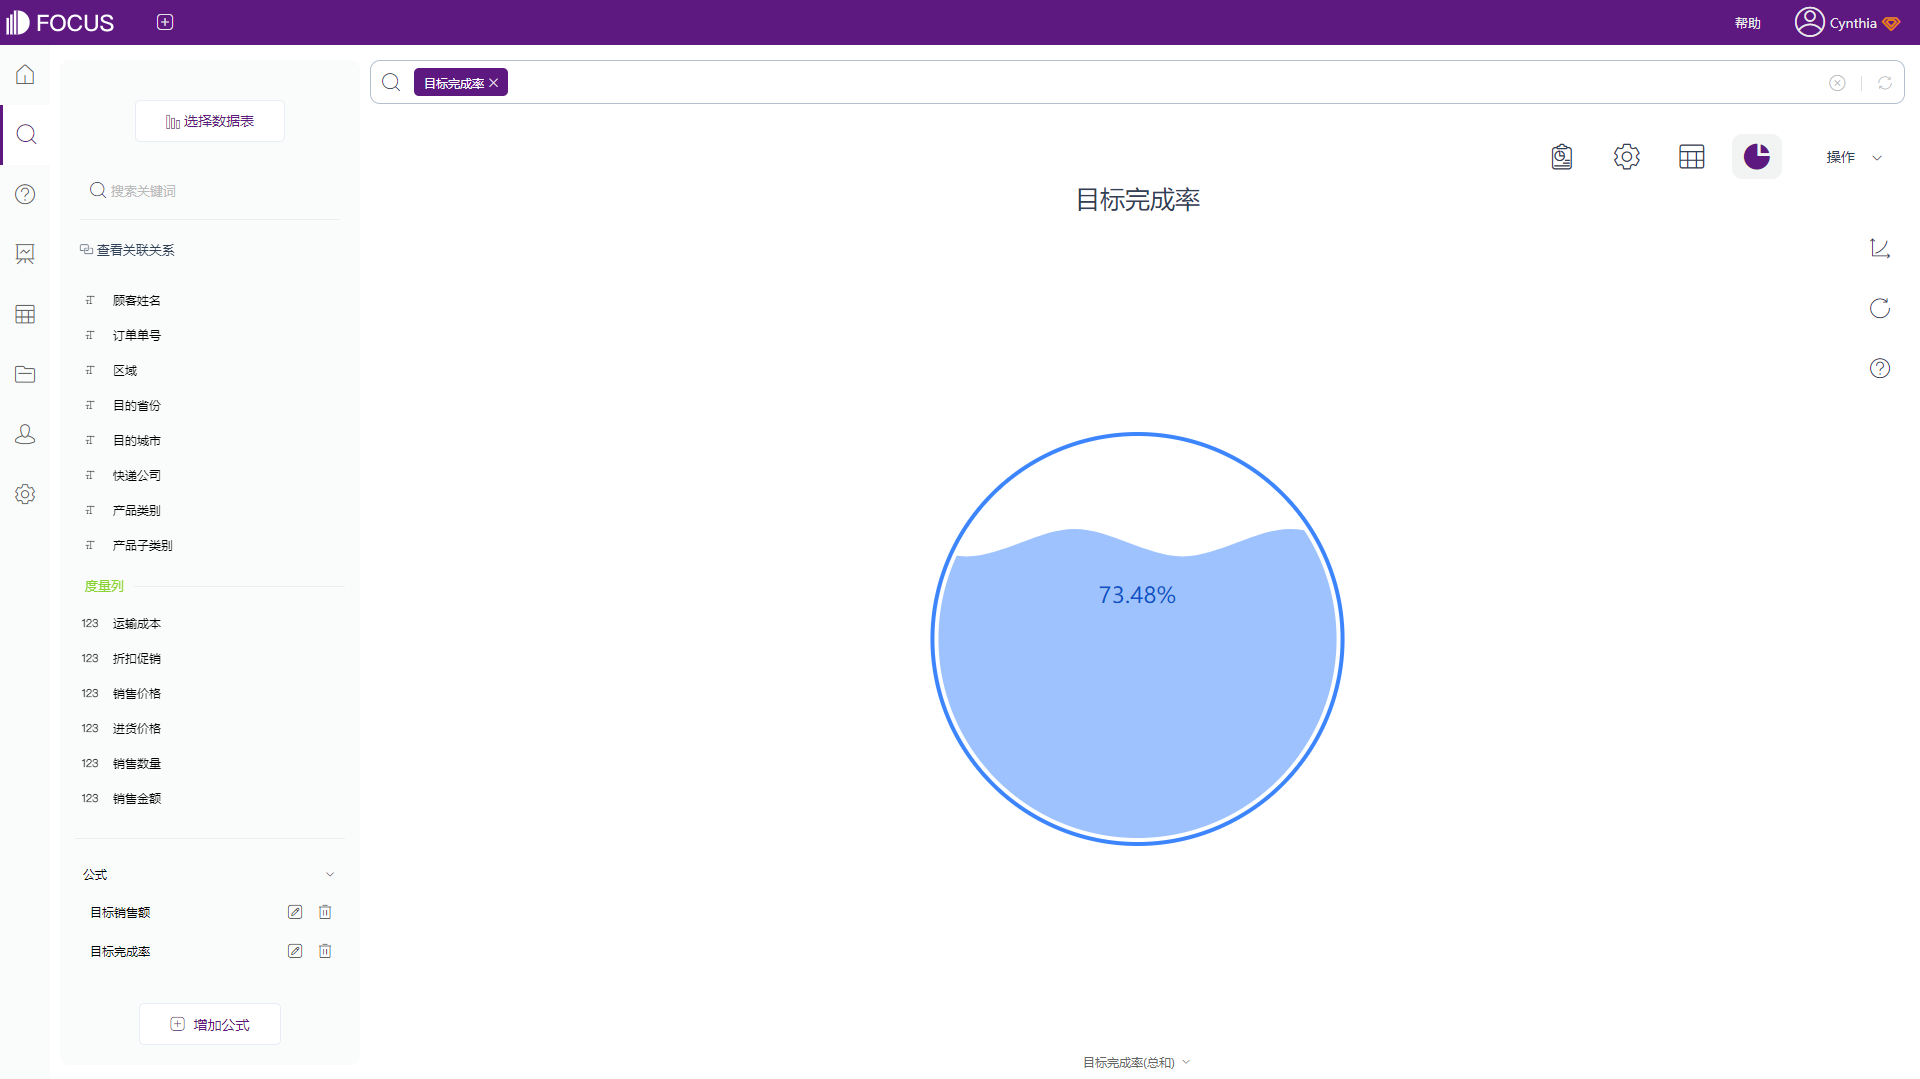 FOCUS
帮助
Cynthia
目标完成率
选择数据表
操作
搜索关键词
目标完成率
查看关联关系
顾客姓名
订单单号
区域
目的省份
目的城市
快递公司
产品类别
产品子类别
度量列
73.48%
123 运输成本
123 折扣促销
123 销售价格
123 进货价格
123 销售数量
123 销售金额
公式
目标销售额
目标完成率
增加公式
目标完成率(总和)